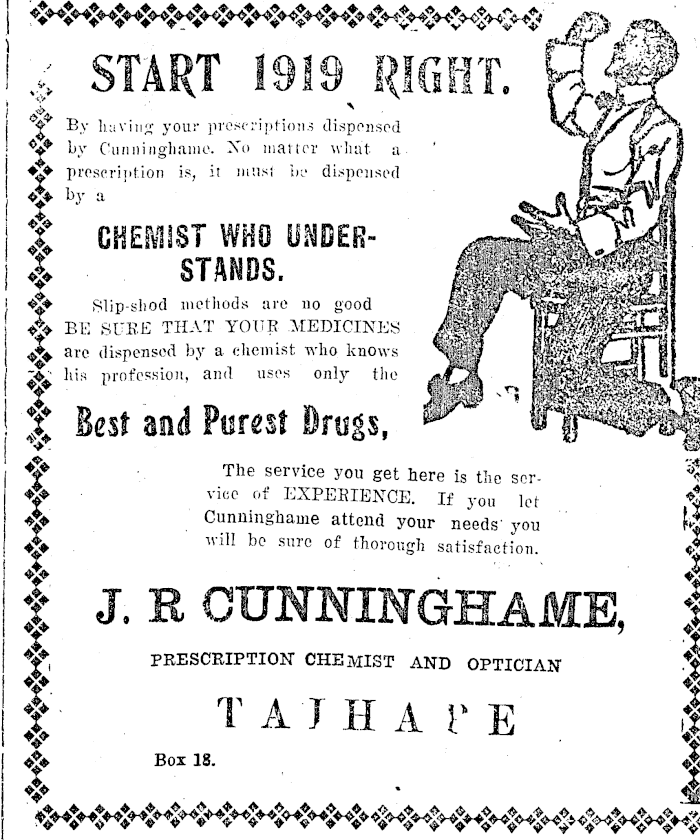 START 1919 RIGHT.
By having your prescriptions dispensed
by Cunninghame. No matter what a
prescription is, it must be dispensed
by a
CHEMIST WHO UNDER-
STANDS.
Slip-shod methods are no good
BE SURE THAT YOUR MEDICINES
are dispensed by a chemist who knows
his profession, and uses only the
Best and Purest Drugs,
The service you get here is the ser-
vice of EXPERIENCE. If you let
Cunninghame attend your needs you
will be sure of thorough satisfaction.
J. R CUNNINGHAME,
PRESCRIPTION CHEMIST AND OPTICIAN
TAIHAPE
Box 18.